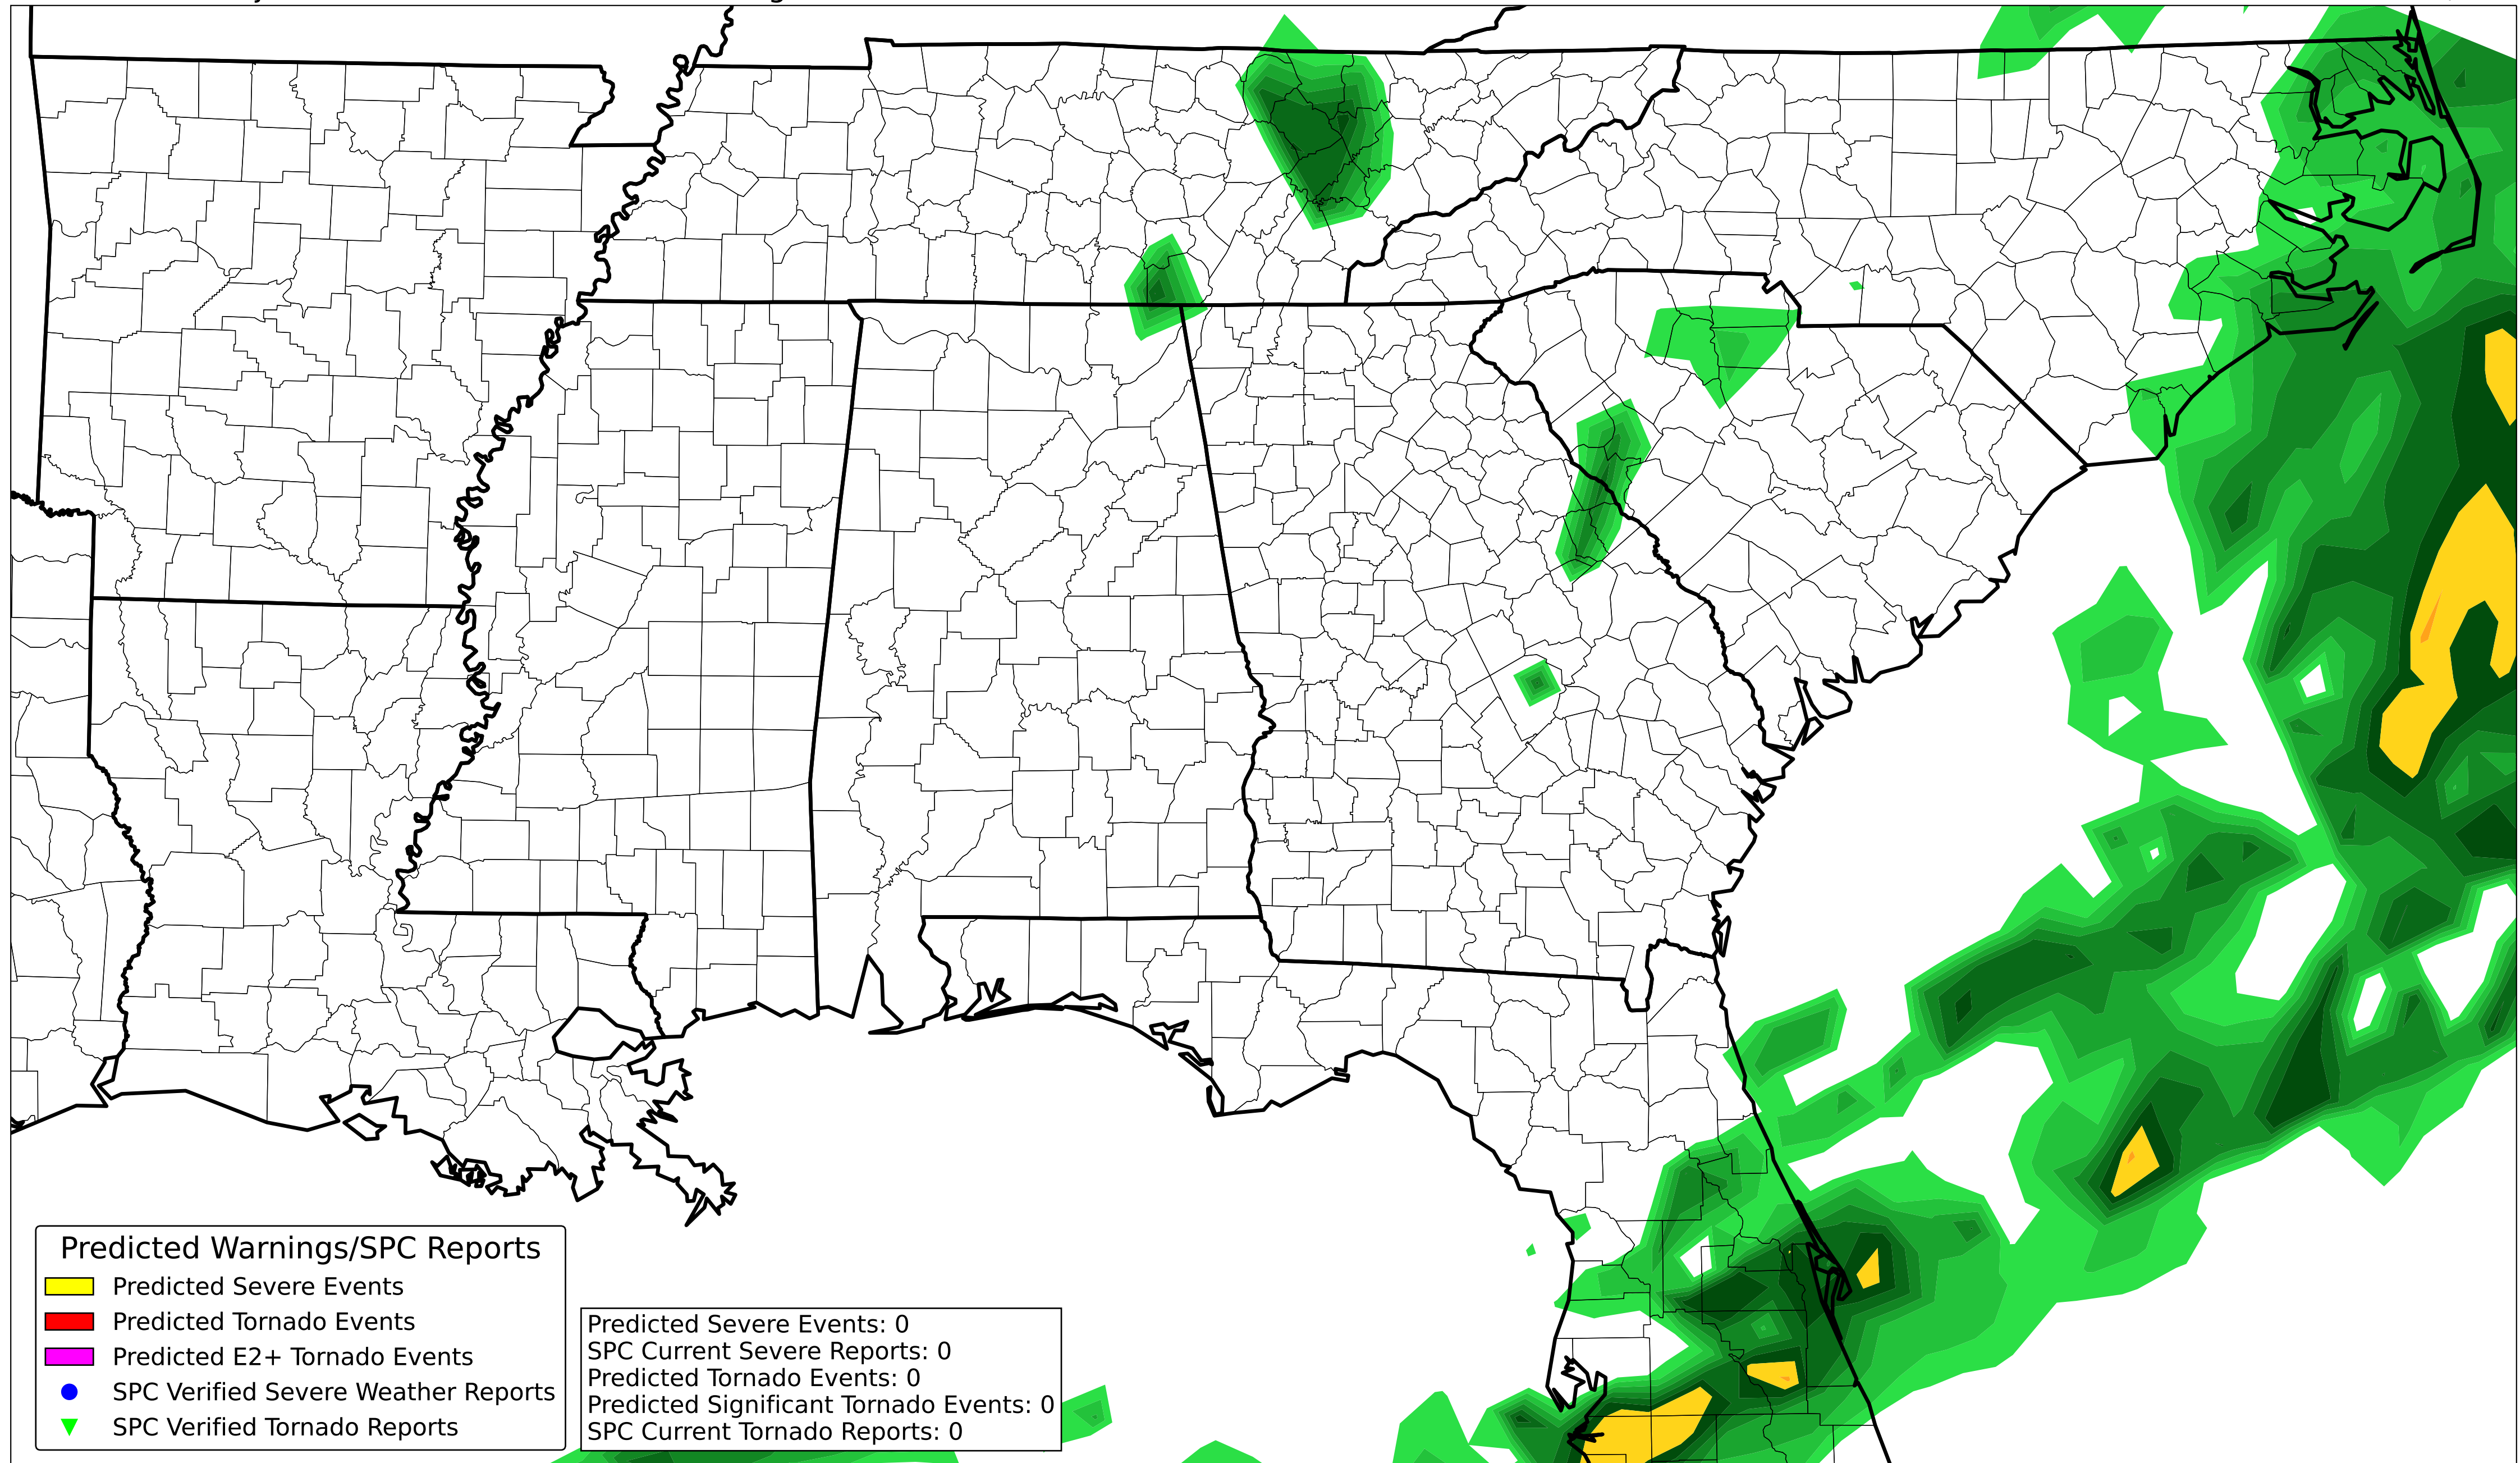 Predicted Warnings/SPC Reports
Predicted Severe Events
Predicted Tornado Events
Predicted E2+ Tornado Events
SPC Verified Severe Weather Reports
SPC Verified Tornado Reports
Predicted Severe Events: 0
SPC Current Severe Reports: 0
Predicted Tornado Events: 0
Predicted Significant Tornado Events: 0
SPC Current Tornado Reports: 0